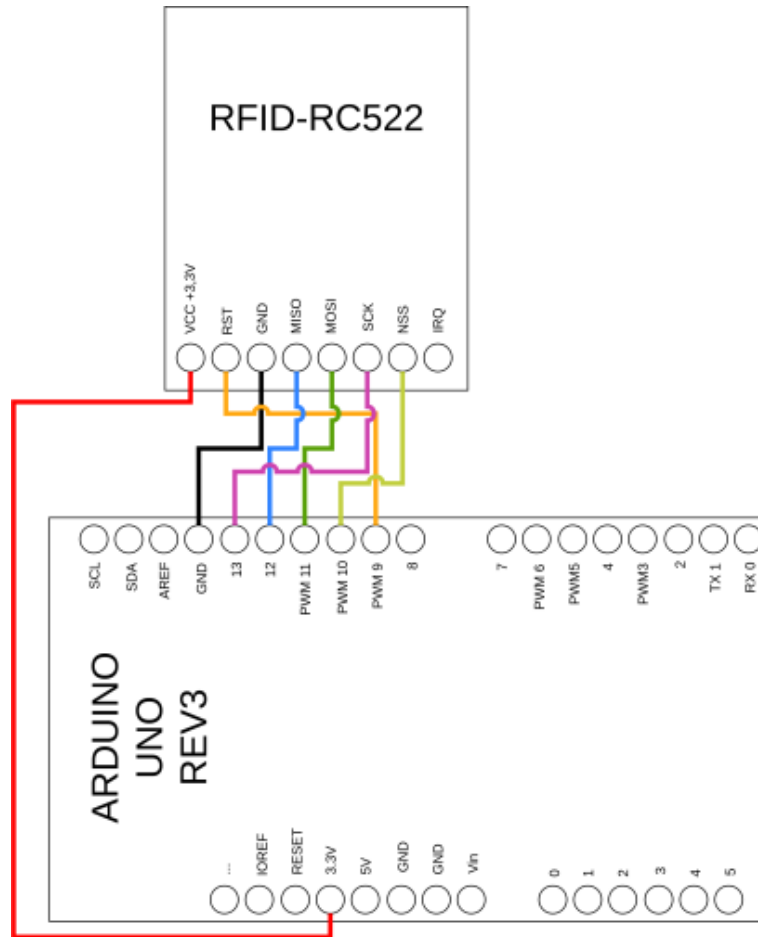 RFID-RC522
VCC +3,3V
RST
GND
MISO
MOSI
SCK
NSS
IRQ
SCL
SDA
AREF
GND
13
12
PWM 11
PWM 10
PWM 9
8
7
PWM 6
PWM5
4
PWM3
2
TX 1
RX 0
ARDUINO
UNO
REV3
...
IOREF
RESET
3.3V
5V
GND
GND
Vin
0
1
2
3
4
5